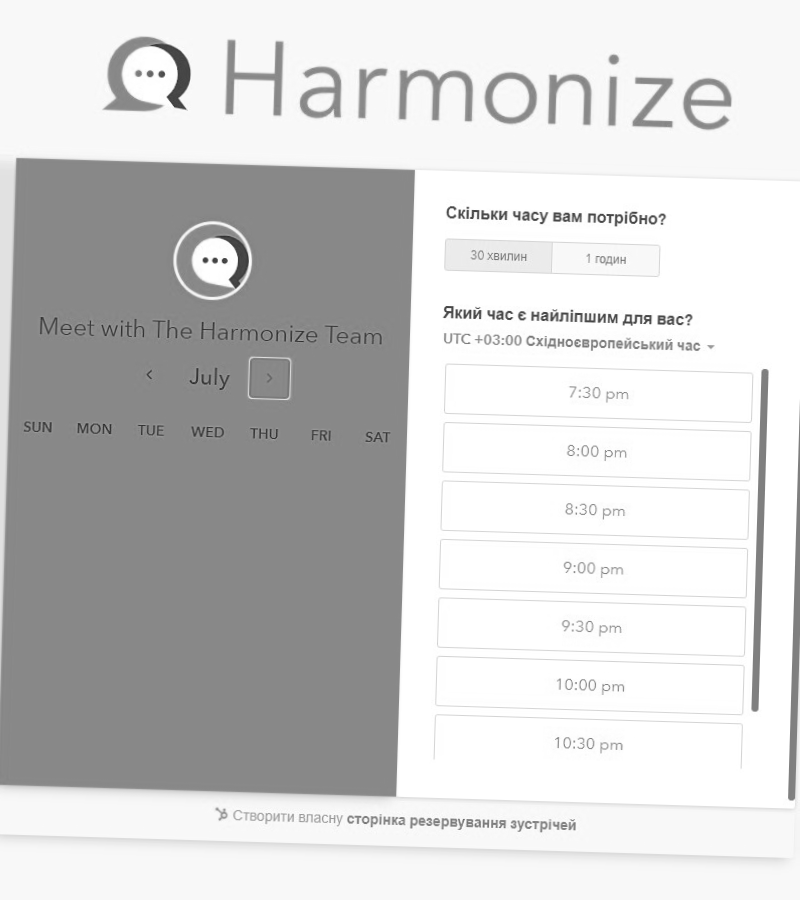 Harmonize
Meet with The Harmonize Team
July
SUN MON TUE WED THU FRI SAT
Скільки часу вам потрібно?
30 хвилин 1 годин
Який час є найліпшим для вас?
UTC +03:00 Східноєвропейський час
7:30 pm
8:00 pm
8:30 pm
9:00 pm
9:30 pm
10:00 pm
10:30 pm
Створити власну сторінка резервування зустрічей